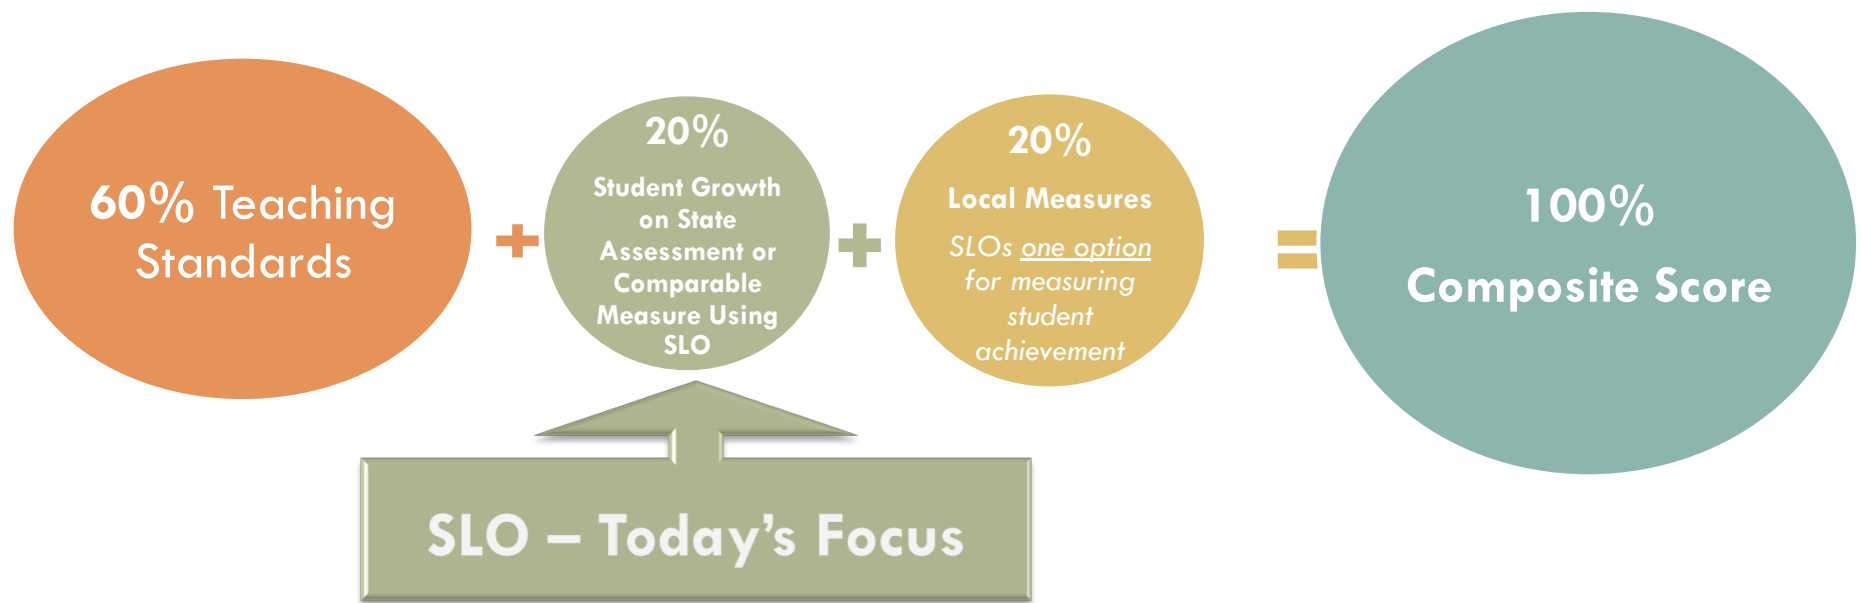 60% Teaching
Standards
+
20%
Student Growth
on State
Assessment or
Comparable
Measure Using
SLO
+
20%
Local Measures
SLOs one option
for measuring
student
achievement
=
100%
Composite Score
SLO – Today’s Focus